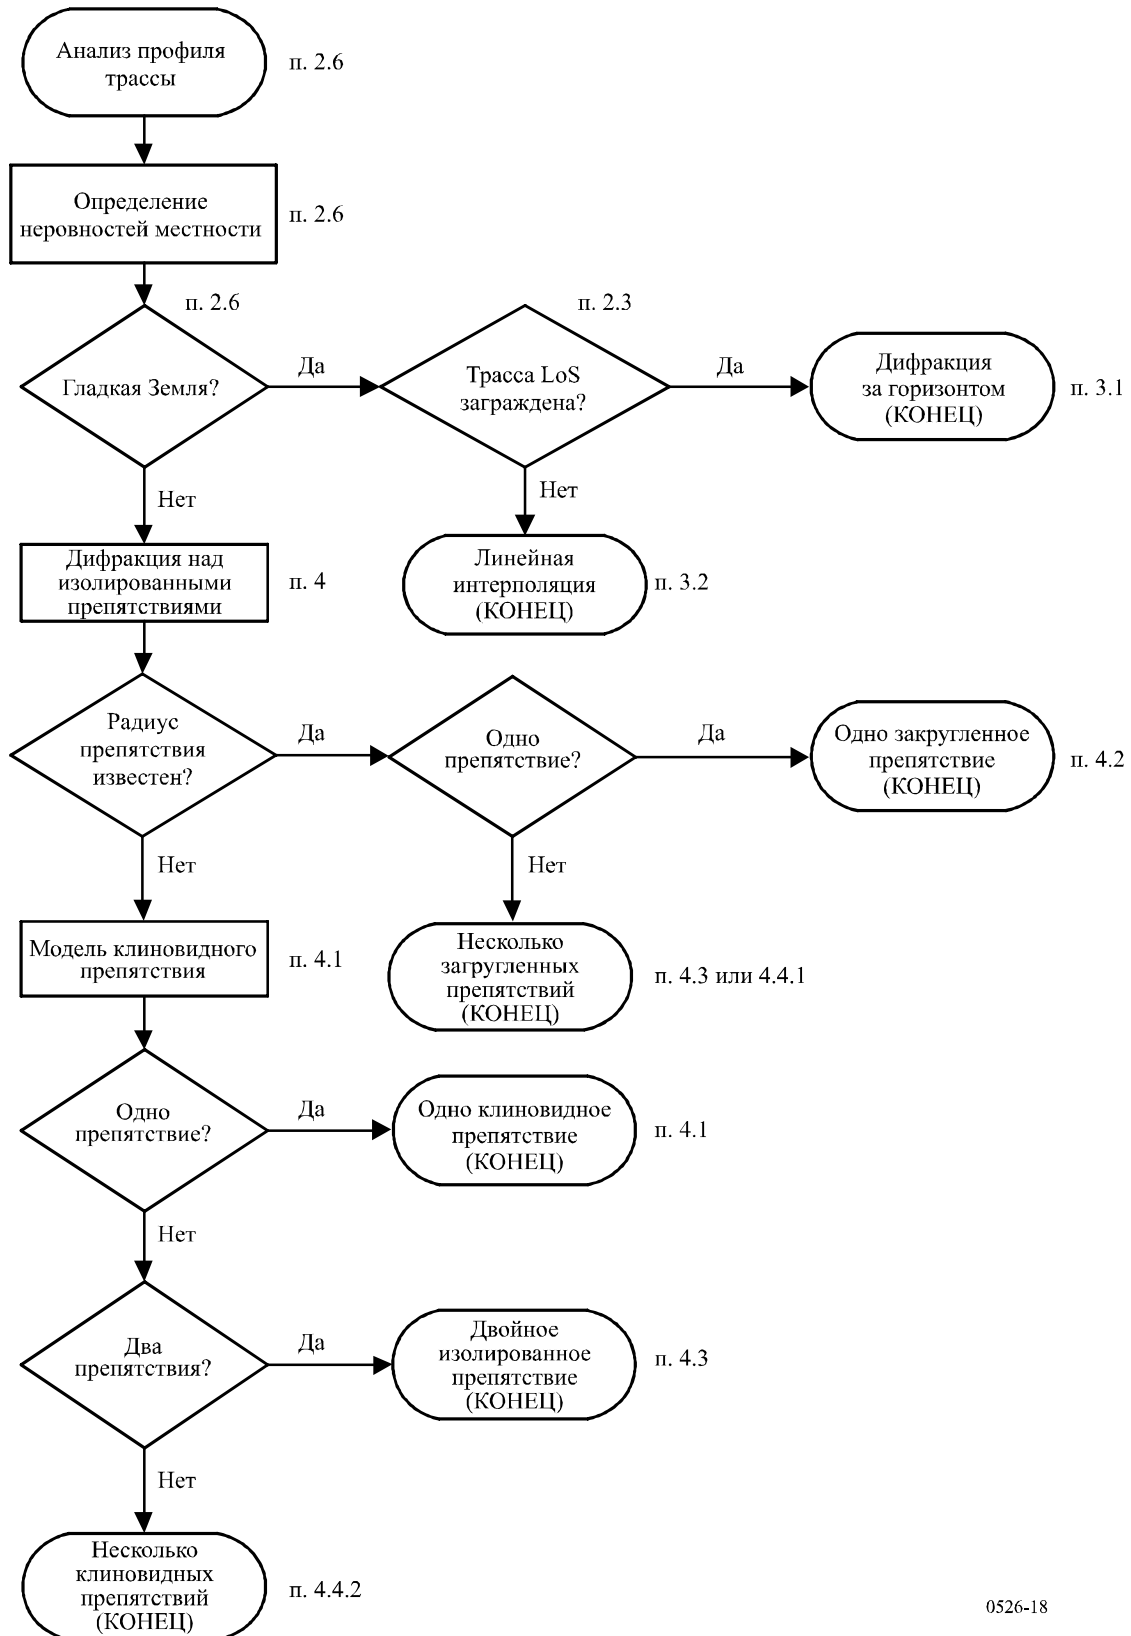 Анализ профиля
трассы
п. 2.6
Определение
неровностей местности
п. 2.6
п. 2.6
Гладкая Земля?
Да
п. 2.3
Трасса LoS
заграждена?
Да
Дифракция
за горизонтом
(КОНЕЦ)
п. 3.1
Нет
Нет
Дифракция над
изолированными
препятствиями
п. 4
Линейная
интерполяция
(КОНЕЦ)
п. 3.2
Радиус
препятствия
известен?
Да
Одно
препятствие?
Да
Одно закругленное
препятствие
(КОНЕЦ)
п. 4.2
Нет
Нет
Модель клиновидного
препятствия
п. 4.1
Несколько
загругленных
препятствий
(КОНЕЦ)
п. 4.3 или 4.4.1
Одно
препятствие?
Да
Одно клиновидное
препятствие
(КОНЕЦ)
п. 4.1
Нет
Два
препятствия?
Да
Двойное
изолированное
препятствие
(КОНЕЦ)
п. 4.3
Нет
Несколько
клиновидных
препятствий
(КОНЕЦ)
п. 4.4.2
0526-18